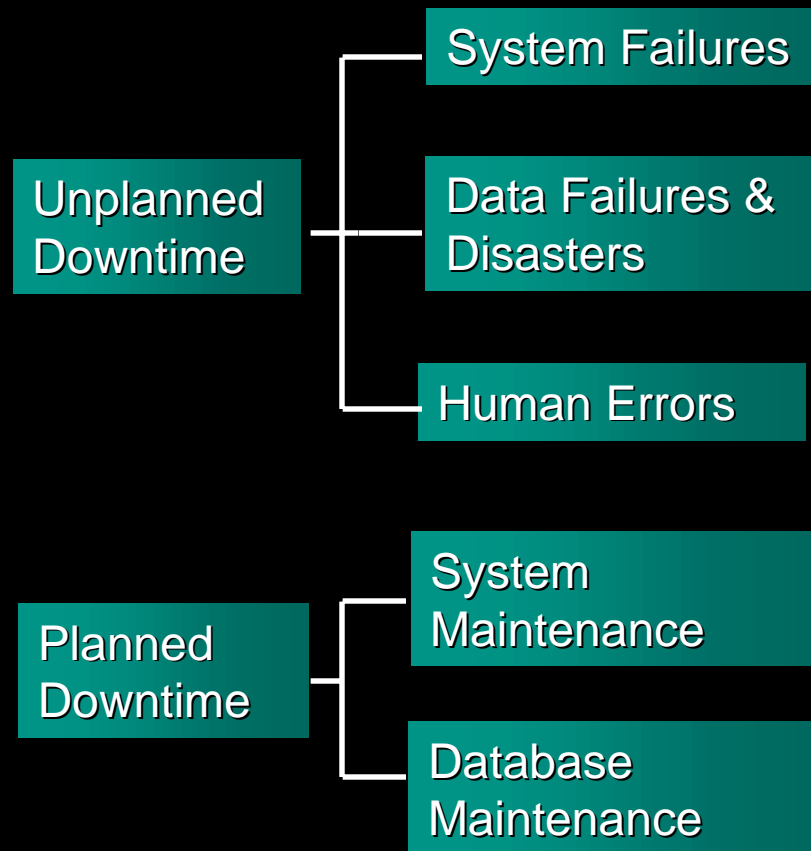 System Failures
Unplanned
Downtime
Data Failures &
Disasters
Human Errors
System
Maintenance
Planned
Downtime
Database
Maintenance